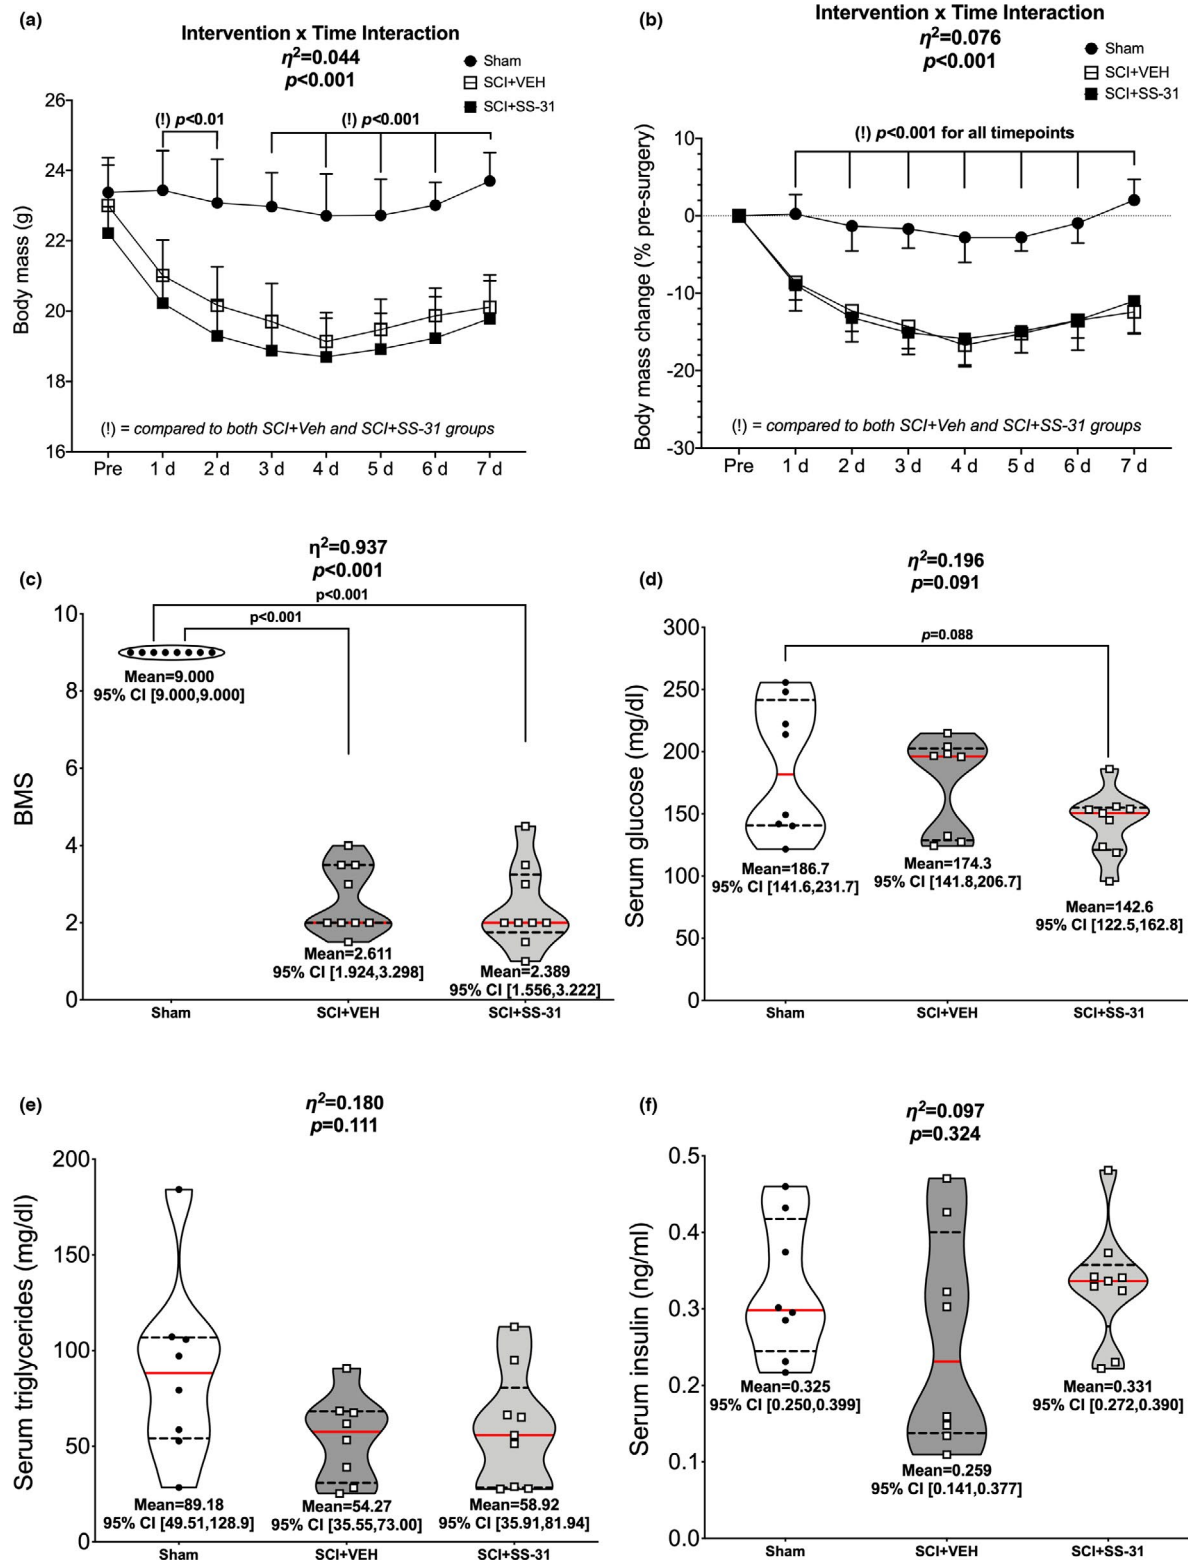 (a)
Intervention x Time Interaction
η²=0.044
p<0.001
Sham
SCI+VEH
SCI+SS-31
(!) p<0.01
(!) p<0.001
Body mass (g)
26
24
22
20
18
16
(!) = compared to both SCI+Veh and SCI+SS-31 groups
Pre 1 d 2 d 3 d 4 d 5 d 6 d 7 d
(b)
Intervention x Time Interaction
η²=0.076
p<0.001
Sham
SCI+VEH
SCI+SS-31
(!) p<0.001 for all timepoints
Body mass change (% pre-surgery)
10
0
-10
-20
-30
(!) = compared to both SCI+Veh and SCI+SS-31 groups
Pre 1 d 2 d 3 d 4 d 5 d 6 d 7 d
(c)
η²=0.937
p<0.001
p<0.001
p<0.001
BMS
10
8
6
4
2
0
Mean=9.000
95% CI [9.000,9.000]
Mean=2.611
95% CI [1.924,3.298]
Mean=2.389
95% CI [1.556,3.222]
Sham SCI+VEH SCI+SS-31
(d)
η²=0.196
p=0.091
p=0.088
Serum glucose (mg/dl)
300
250
200
150
100
50
0
Mean=186.7
95% CI [141.6,231.7]
Mean=174.3
95% CI [141.8,206.7]
Mean=142.6
95% CI [122.5,162.8]
Sham SCI+VEH SCI+SS-31
(e)
η²=0.180
p=0.111
Serum triglycerides (mg/dl)
200
150
100
50
0
Mean=89.18
95% CI [49.51,128.9]
Mean=54.27
95% CI [35.55,73.00]
Mean=58.92
95% CI [35.91,81.94]
Sham SCI+VEH SCI+SS-31
(f)
η²=0.097
p=0.324
Serum insulin (ng/ml)
0.5
0.4
0.3
0.2
0.1
0.0
Mean=0.325
95% CI [0.250,0.399]
Mean=0.259
95% CI [0.141,0.377]
Mean=0.331
95% CI [0.272,0.390]
Sham SCI+VEH SCI+SS-31